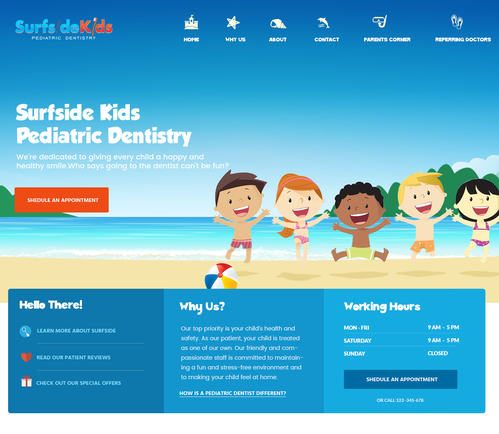 Surfs deKids
PEDIATRIC DENTISTRY
HOME WHY US ABOUT CONTACT PARENTS CORNER REFERRING DOCTORS
Surfside Kids
Pediatric Dentistry
We're dedicated to giving every child a happy and
healthy smile.Who says going to the dentist can't be fun?
SHEDULE AN APPOINTMENT
Hello There!
LEARN MORE ABOUT SURFSIDE
READ OUR PATIENT REVIEWS
CHECK OUT OUR SPECIAL OFFERS
Why Us?
Our top priority is your child's health and
safety. As our patient, your child is treated
as one of our own. Our friendly and com-
passionate staff is committed to maintain-
ing a fun and stress-free environment and
to making your child feel at home.
HOW IS A PEDIATRIC DENTIST DIFFERENT?
Working Hours
MON - FRI 9 AM - 5 PM
SATURDAY 9 AM - 5 PM
SUNDAY CLOSED
SHEDULE AN APPOINTMENT
OR CALL 123-345-678